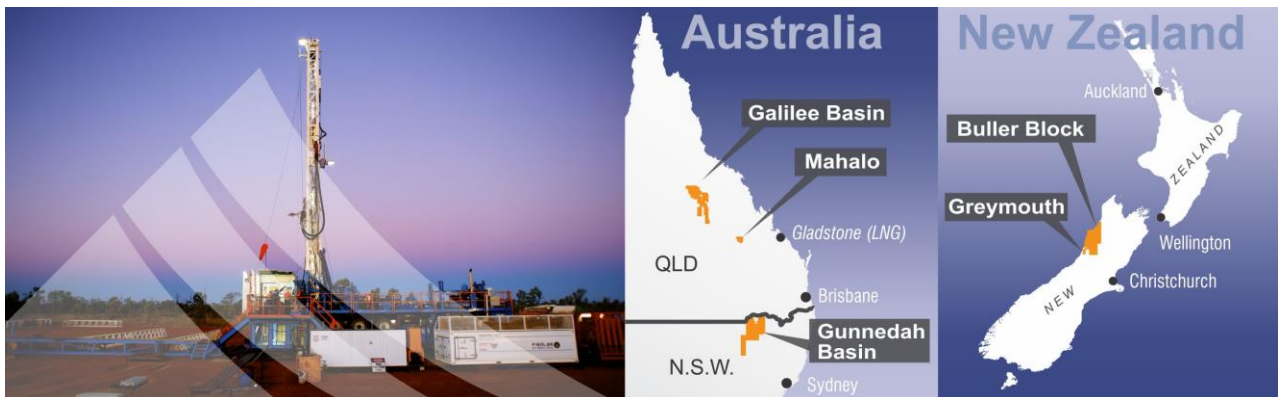 Australia
Galilee Basin
Mahalo
Gladstone (LNG)
QLD
Brisbane
Gunnedah
Basin
N.S.W.
Sydney
New Zealand
Auckland
Buller Block
ZEALAND
Greymouth
Wellington
Christchurch
NEW